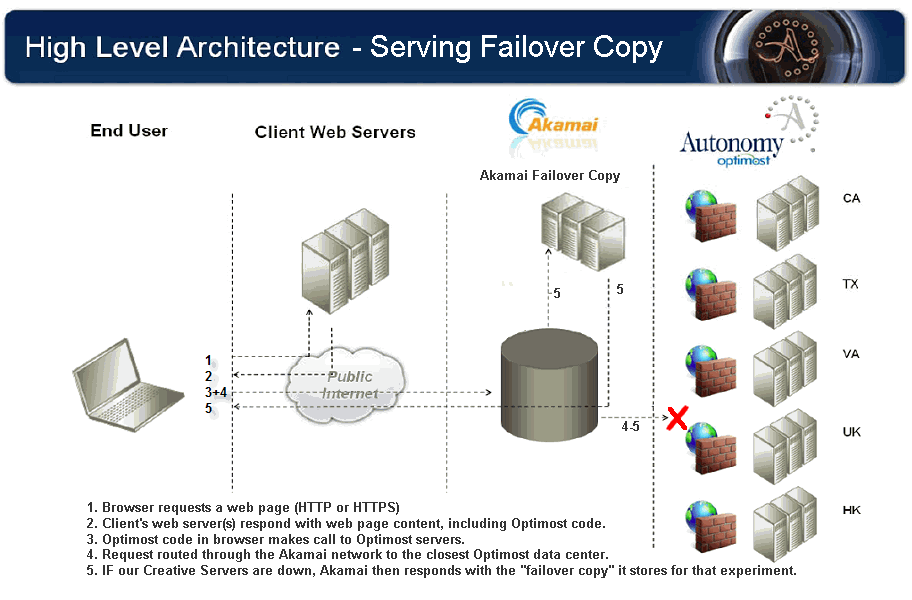 High Level Architecture - Serving Failover Copy
End User
Client Web Servers
Akamai
Autonomy
optimost
Akamai Failover Copy
CA
TX
VA
UK
HK
5
5
1
2
3+4
5
Public
Internet
4-5
X
1. Browser requests a web page (HTTP or HTTPS)
2. Client's web server(s) respond with web page content, including Optimost code.
3. Optimost code in browser makes call to Optimost servers.
4. Request routed through the Akamai network to the closest Optimost data center.
5. IF our Creative Servers are down, Akamai then responds with the "failover copy" it stores for that experiment.